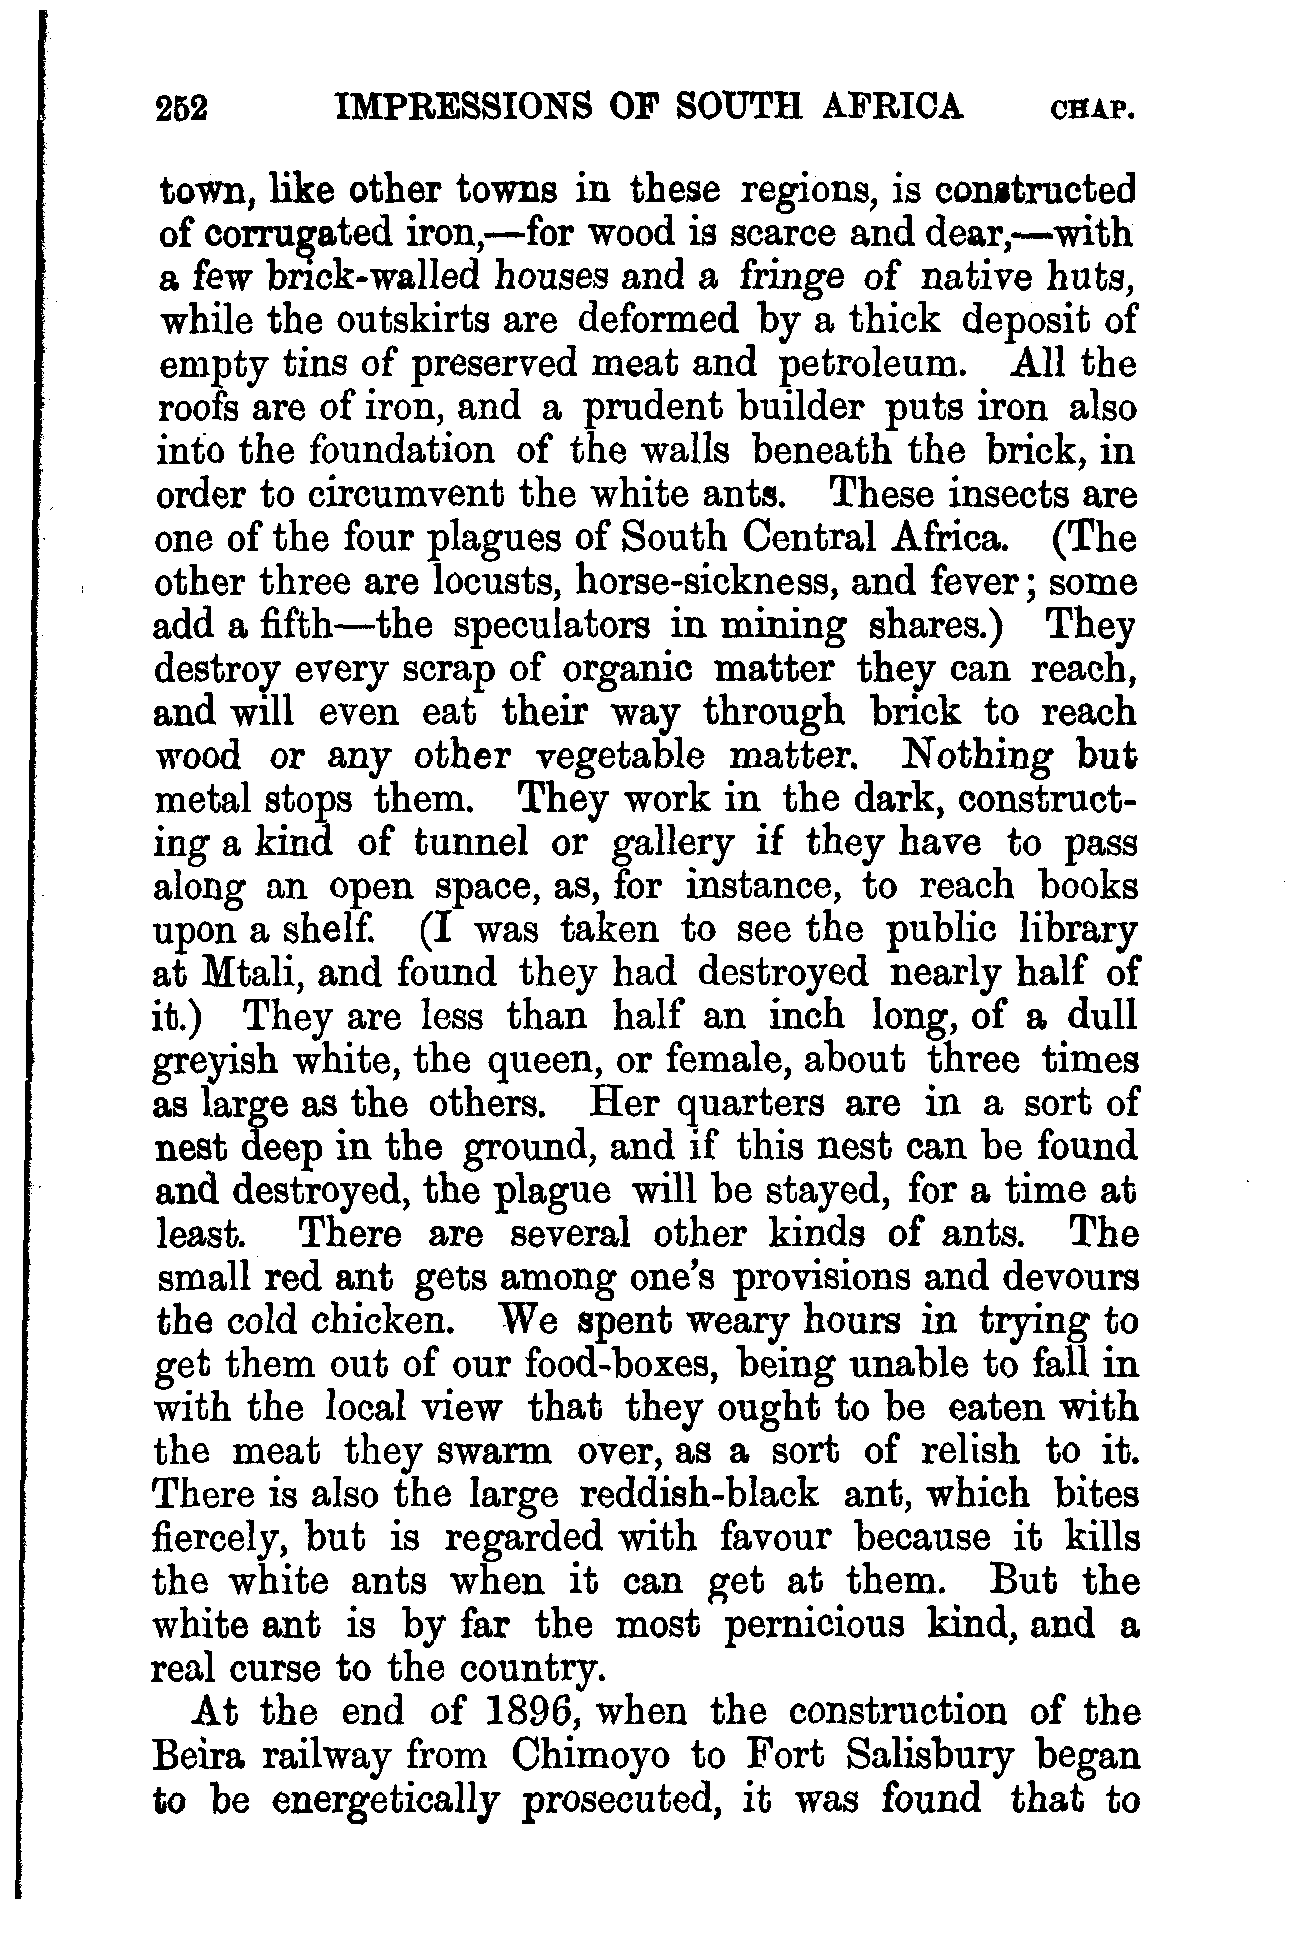 252 IMPRESSIONS OF SOUTH AFRICA CHAP.
town, like other towns in these regions, is constructed
of corrugated iron,—for wood is scarce and dear,—with
a few brick-walled houses and a fringe of native huts,
while the outskirts are deformed by a thick deposit of
empty tins of preserved meat and petroleum. All the
roofs are of iron, and a prudent builder puts iron also
into the foundation of the walls beneath the brick, in
order to circumvent the white ants. These insects are
one of the four plagues of South Central Africa. (The
other three are locusts, horse-sickness, and fever; some
add a fifth—the speculators in mining shares.) They
destroy every scrap of organic matter they can reach,
and will even eat their way through brick to reach
wood or any other vegetable matter. Nothing but
metal stops them. They work in the dark, construct-
ing a kind of tunnel or gallery if they have to pass
along an open space, as, for instance, to reach books
upon a shelf. (I was taken to see the public library
at Mtali, and found they had destroyed nearly half of
it.) They are less than half an inch long, of a dull
greyish white, the queen, or female, about three times
as large as the others. Her quarters are in a sort of
nest deep in the ground, and if this nest can be found
and destroyed, the plague will be stayed, for a time at
least. There are several other kinds of ants. The
small red ant gets among one's provisions and devours
the cold chicken. We spent weary hours in trying to
get them out of our food-boxes, being unable to fall in
with the local view that they ought to be eaten with
the meat they swarm over, as a sort of relish to it.
There is also the large reddish-black ant, which bites
fiercely, but is regarded with favour because it kills
the white ants when it can get at them. But the
white ant is by far the most pernicious kind, and a
real curse to the country.
At the end of 1896, when the construction of the
Beira railway from Chimoyo to Fort Salisbury began
to be energetically prosecuted, it was found that to